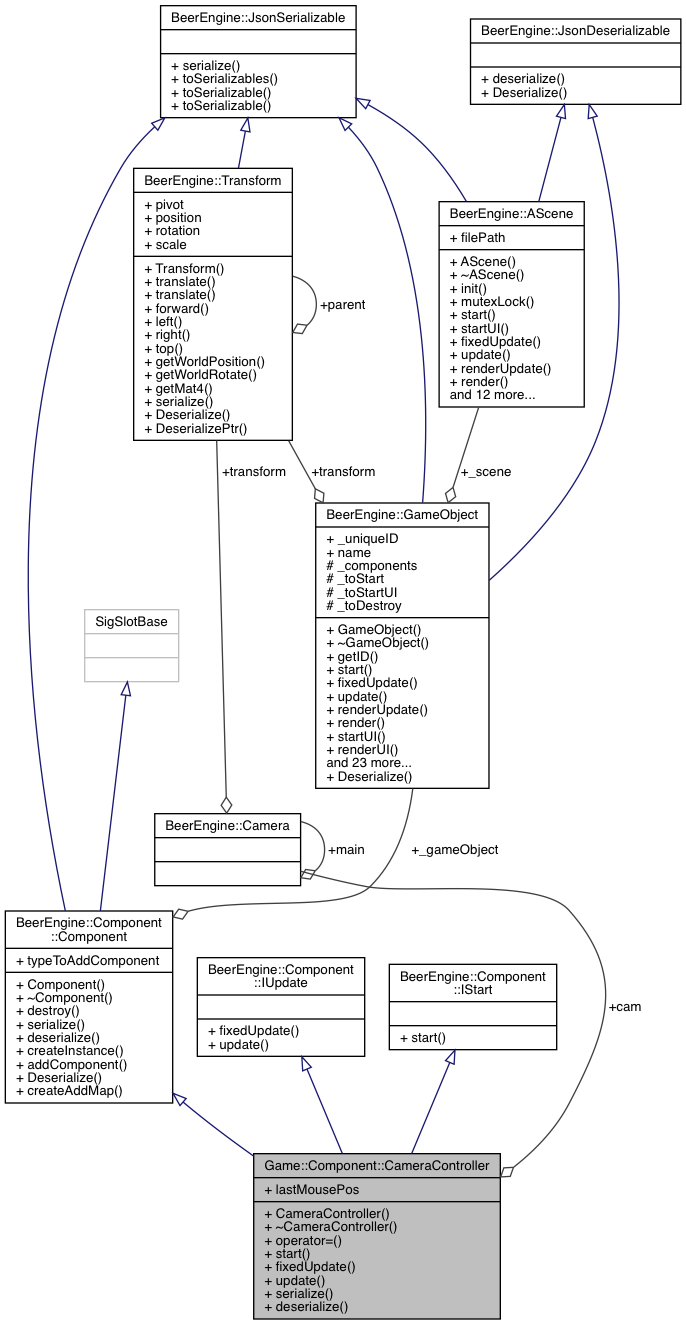 BeerEngine::JsonSerializable
+ serialize()
+ toSerializables()
+ toSerializable()
+ toSerializable()
BeerEngine::JsonDeserializable
+ deserialize()
+ Deserialize()
BeerEngine::Transform
+ pivot
+ position
+ rotation
+ scale
+ Transform()
+ translate()
+ translate()
+ forward()
+ left()
+ right()
+ top()
+ getWorldPosition()
+ getWorldRotate()
+ getMat4()
+ serialize()
+ Deserialize()
+ DeserializePtr()
+parent
BeerEngine::AScene
+ filePath
+ AScene()
+ ~AScene()
+ init()
+ mutexLock()
+ start()
+ startUI()
+ fixedUpdate()
+ update()
+ renderUpdate()
+ render()
and 12 more...
+transform
+transform
+_scene
BeerEngine::GameObject
+ _uniqueID
+ name
# _components
# _toStart
# _toStartUI
# _toDestroy
+ GameObject()
+ ~GameObject()
+ getID()
+ start()
+ fixedUpdate()
+ update()
+ renderUpdate()
+ render()
+ startUI()
+ renderUI()
and 23 more...
+ Deserialize()
SigSlotBase
BeerEngine::Camera
+main
+_gameObject
BeerEngine::Component
::Component
+ typeToAddComponent
+ Component()
+ ~Component()
+ destroy()
+ serialize()
+ deserialize()
+ createInstance()
+ addComponent()
+ Deserialize()
+ createAddMap()
BeerEngine::Component
::IUpdate
+ fixedUpdate()
+ update()
BeerEngine::Component
::IStart
+ start()
+cam
Game::Component::CameraController
+ lastMousePos
+ CameraController()
+ ~CameraController()
+ operator=()
+ start()
+ fixedUpdate()
+ update()
+ serialize()
+ deserialize()